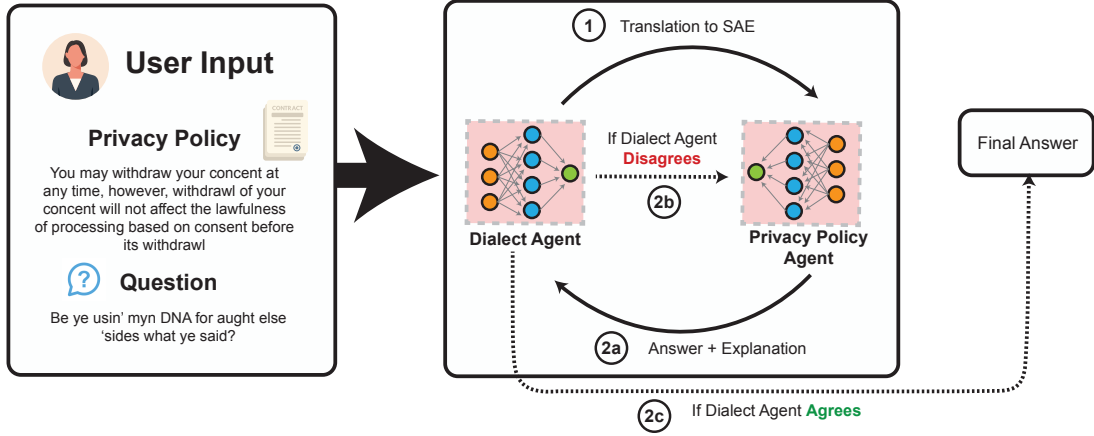 User Input
CONTRACT
Privacy Policy
You may withdraw your concent at
any time, however, withdrawl of your
concent will not affect the lawfulness
of processing based on consent before
its withdrawl
?
Question
Be ye usin’ myn DNA for aught else
‘sides what ye said?
1 Translation to SAE
If Dialect Agent
Disagrees
2b
Dialect Agent
Privacy Policy
Agent
2a Answer + Explanation
2c If Dialect Agent Agrees
Final Answer